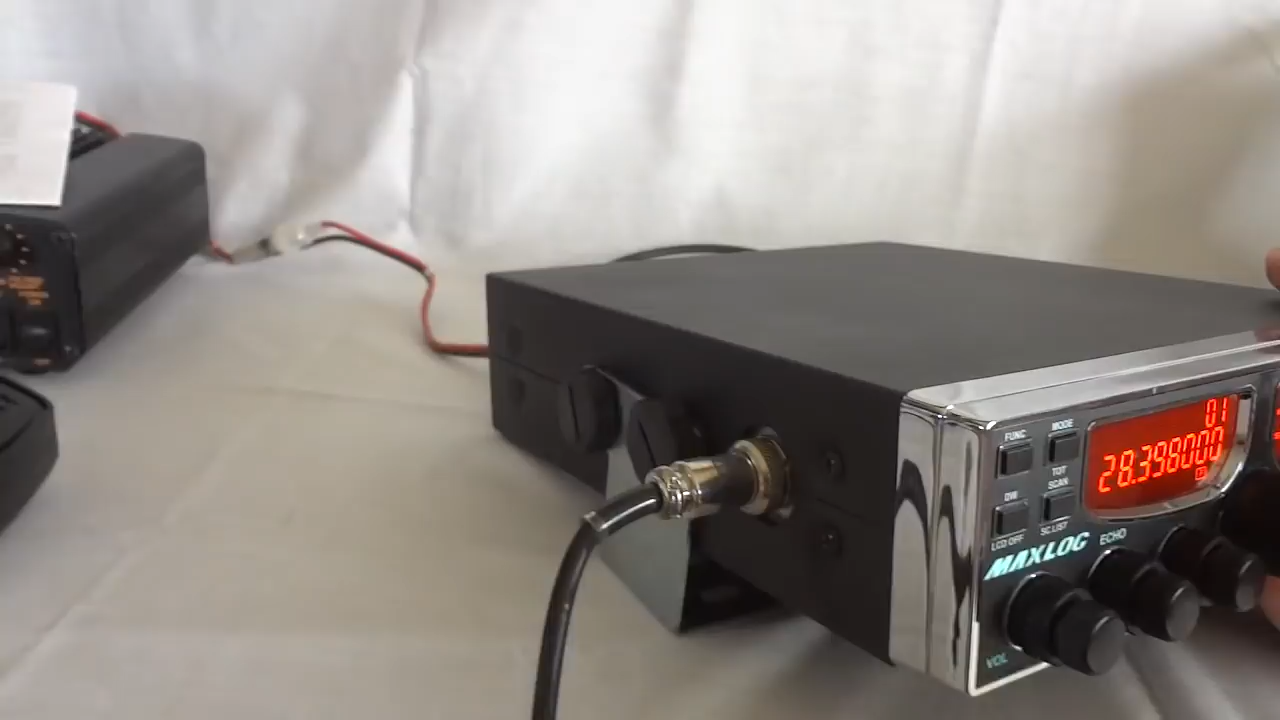 FUNC
MODE
01
28.398000
TOT
DW
SCAN
LCD OFF
SC.LIST
MAXLOG
ECHO
VOL